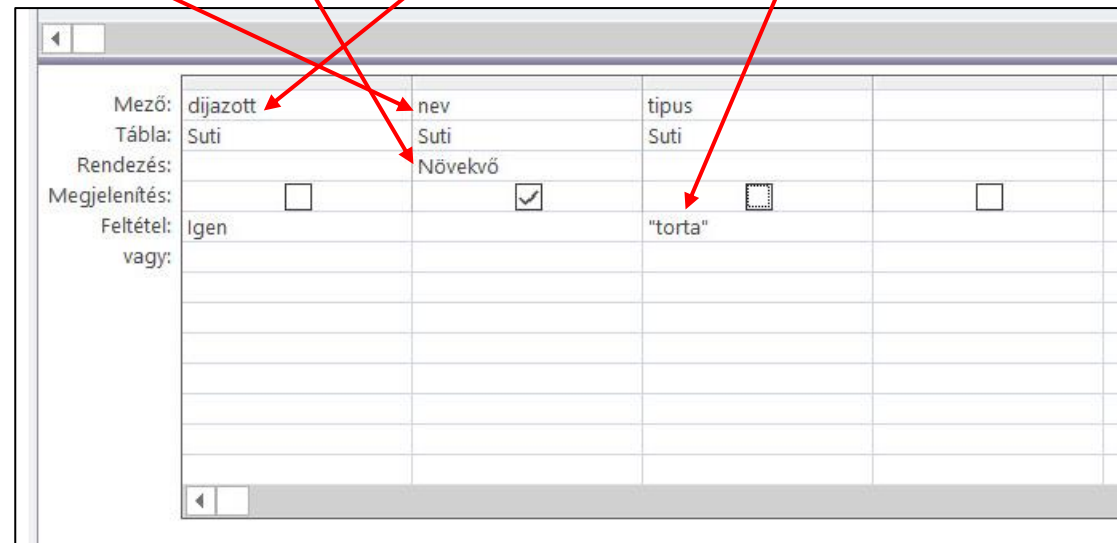 Mező: dijazott nev tipus
Tábla: Suti Suti Suti
Rendezés: Növekvő
Megjelenítés:
Feltétel: Igen "torta"
vagy: